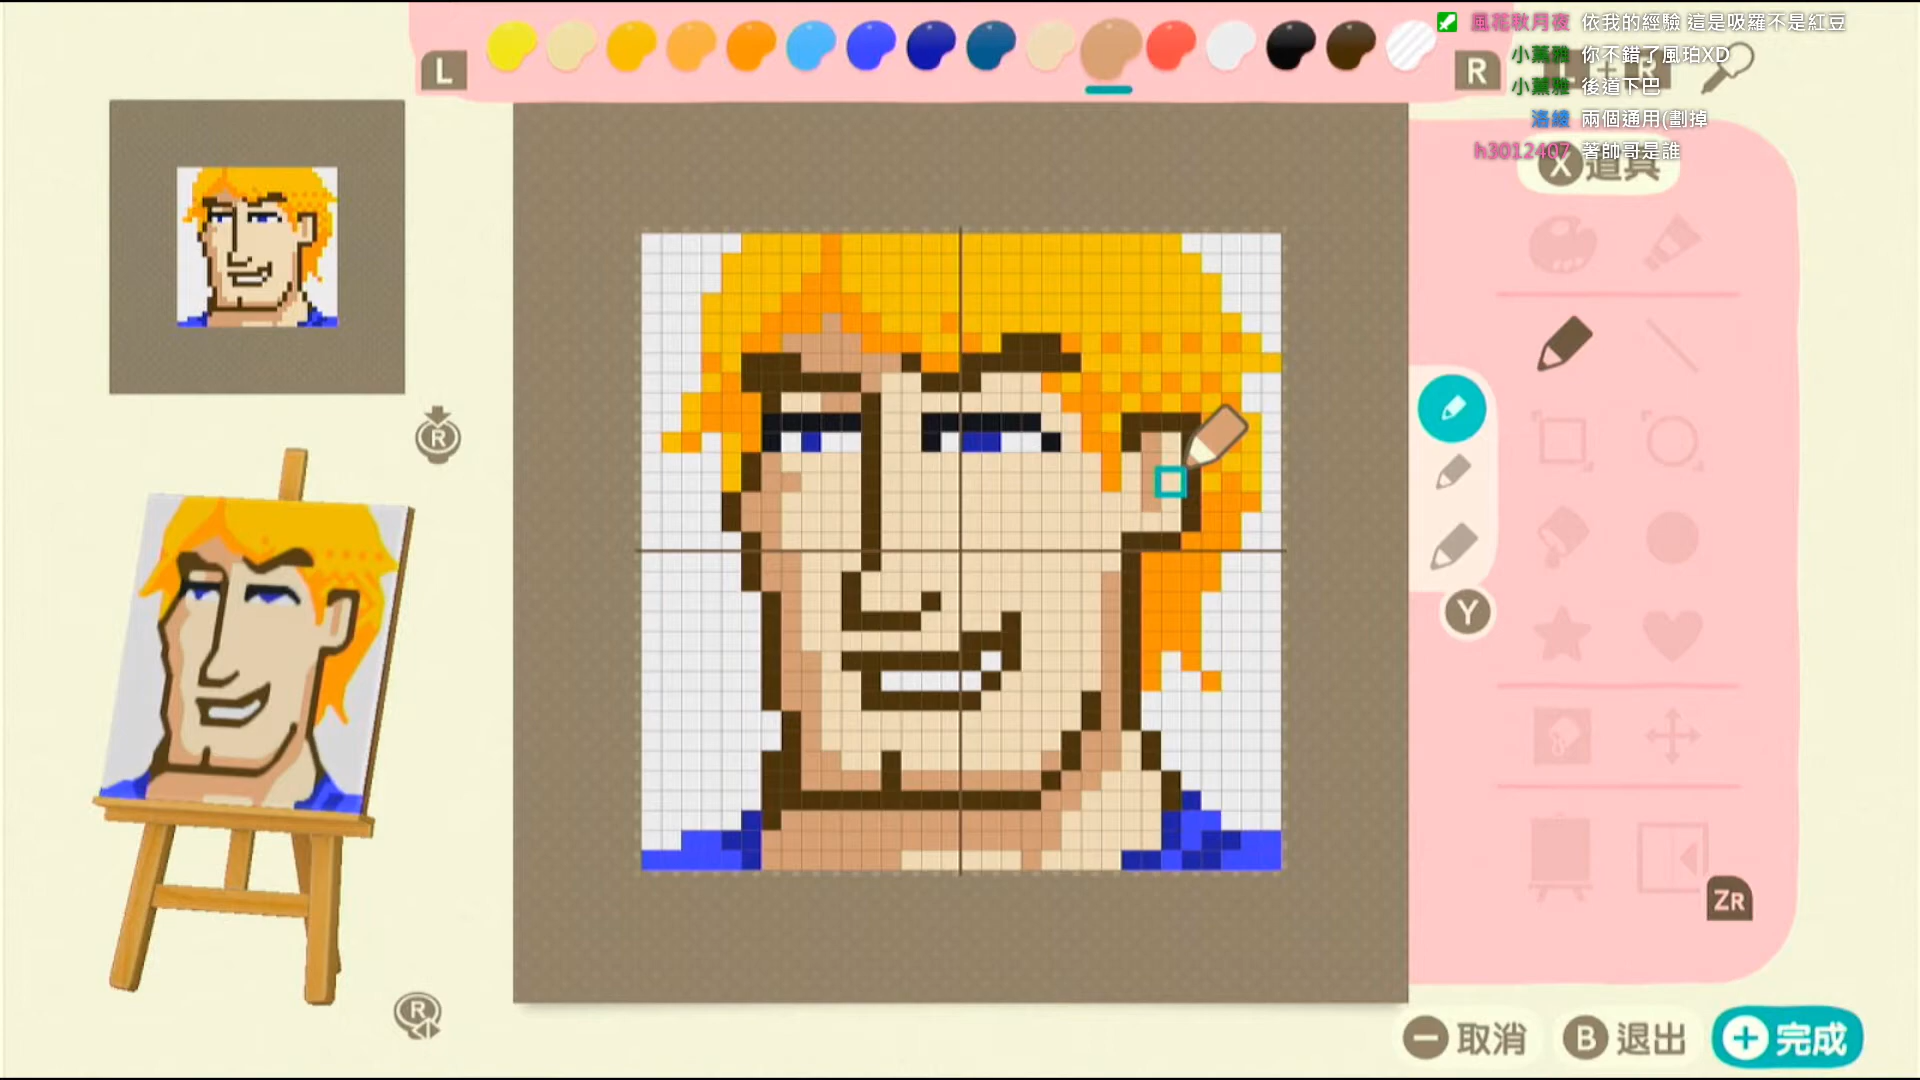 L
R
風花秋月夜 依我的經驗 這是吸羅不是紅豆
小薰雅 你不錯了風珀XD
+ R
小薰雅 後道下巴
洛綾 兩個通用(劃掉
h3012407 著帥哥是誰
X 道具
R
Y
ZR
R
取消
B 退出
+ 完成